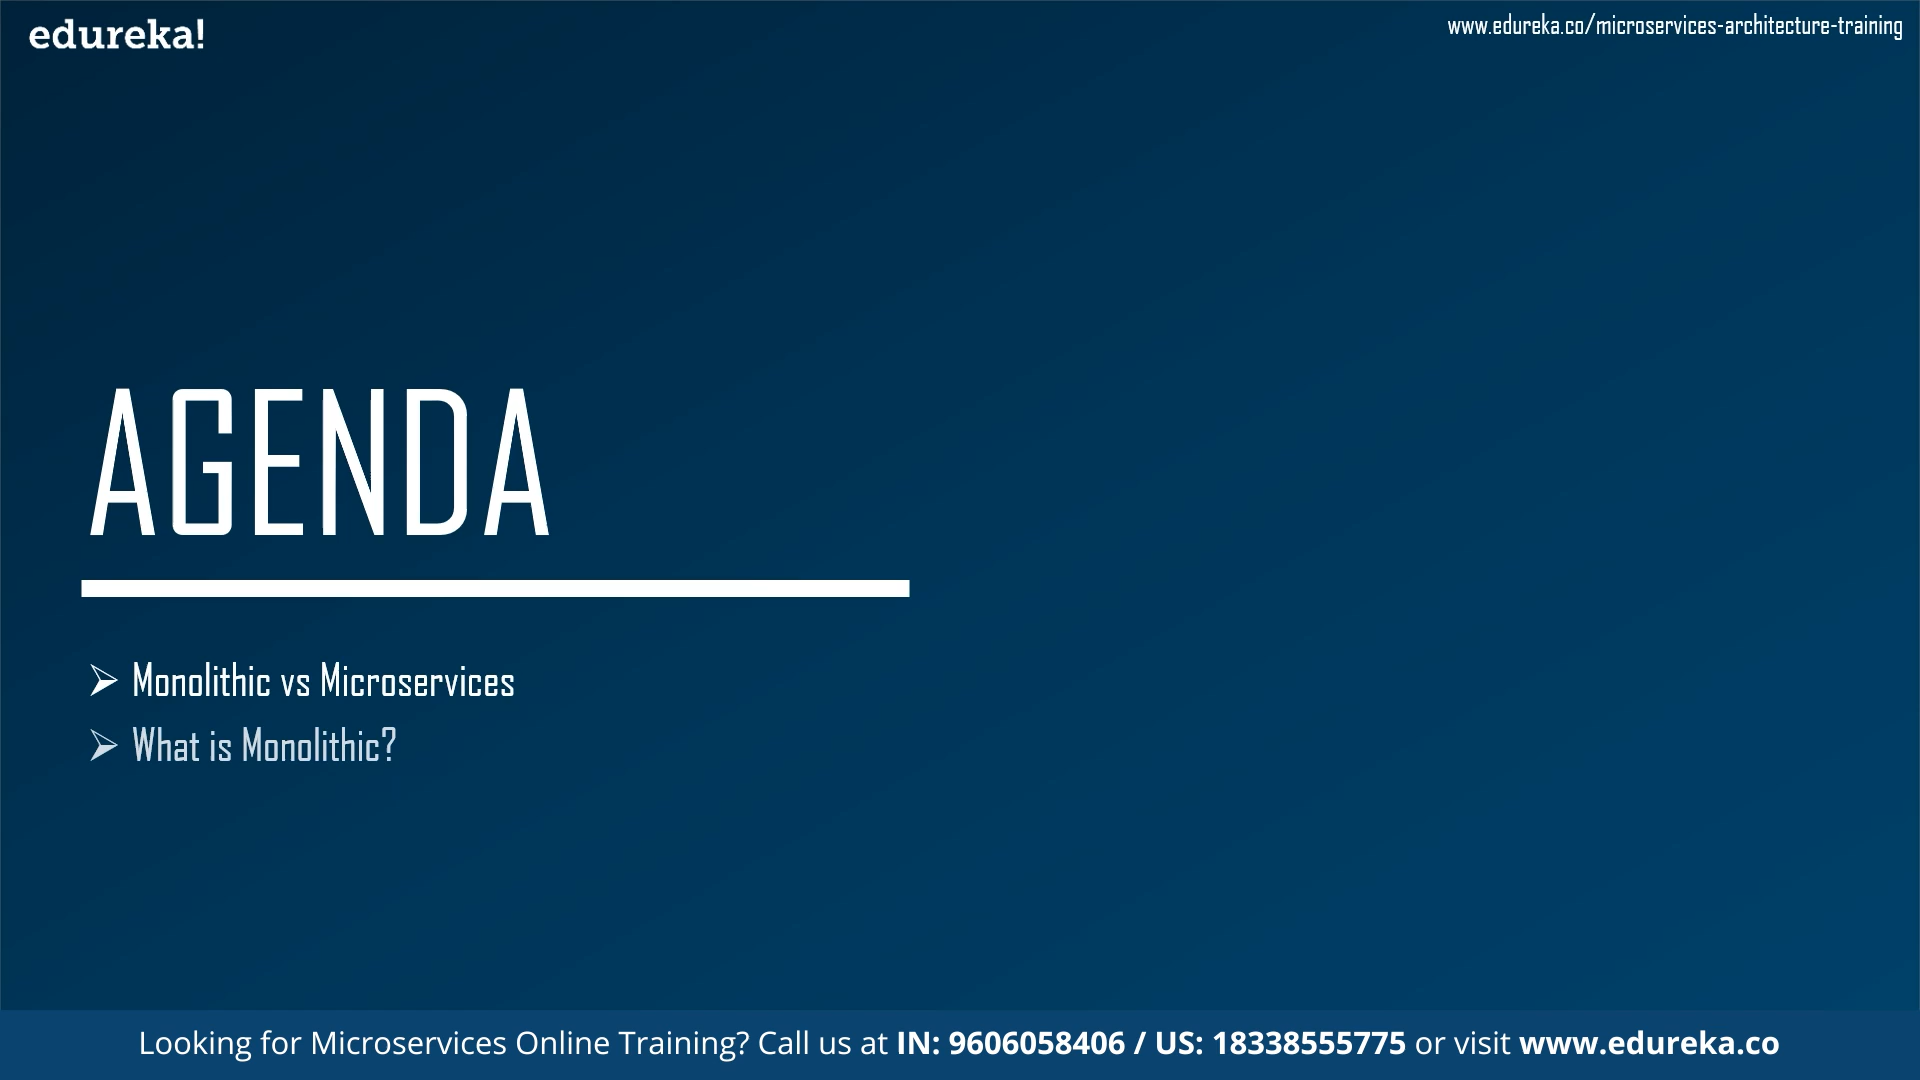 edureka!
www.edureka.co/microservices-architecture-training
AGENDA
➢ Monolithic vs Microservices
➢ What is Monolithic?
Looking for Microservices Online Training? Call us at IN: 9606058406 / US: 18338555775 or visit www.edureka.co